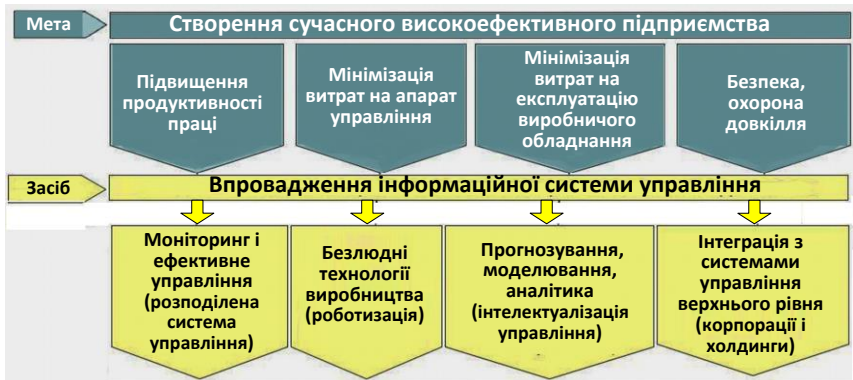 Мета
Створення сучасного високоефективного підприємства
Підвищення
продуктивності
праці
Мінімізація
витрат на апарат
управління
Мінімізація
витрат на
експлуатацію
виробничого
обладнання
Безпека,
охорона
довкілля
Засіб
Впровадження інформаційної системи управління
Моніторинг і
ефективне
управління
(розподілена
система
управління)
Безлюдні
технології
виробництва
(роботизація)
Прогнозування,
моделювання,
аналітика
(інтелектуалізація
управління)
Інтеграція з
системами
управління
верхнього рівня
(корпорації і
холдинги)